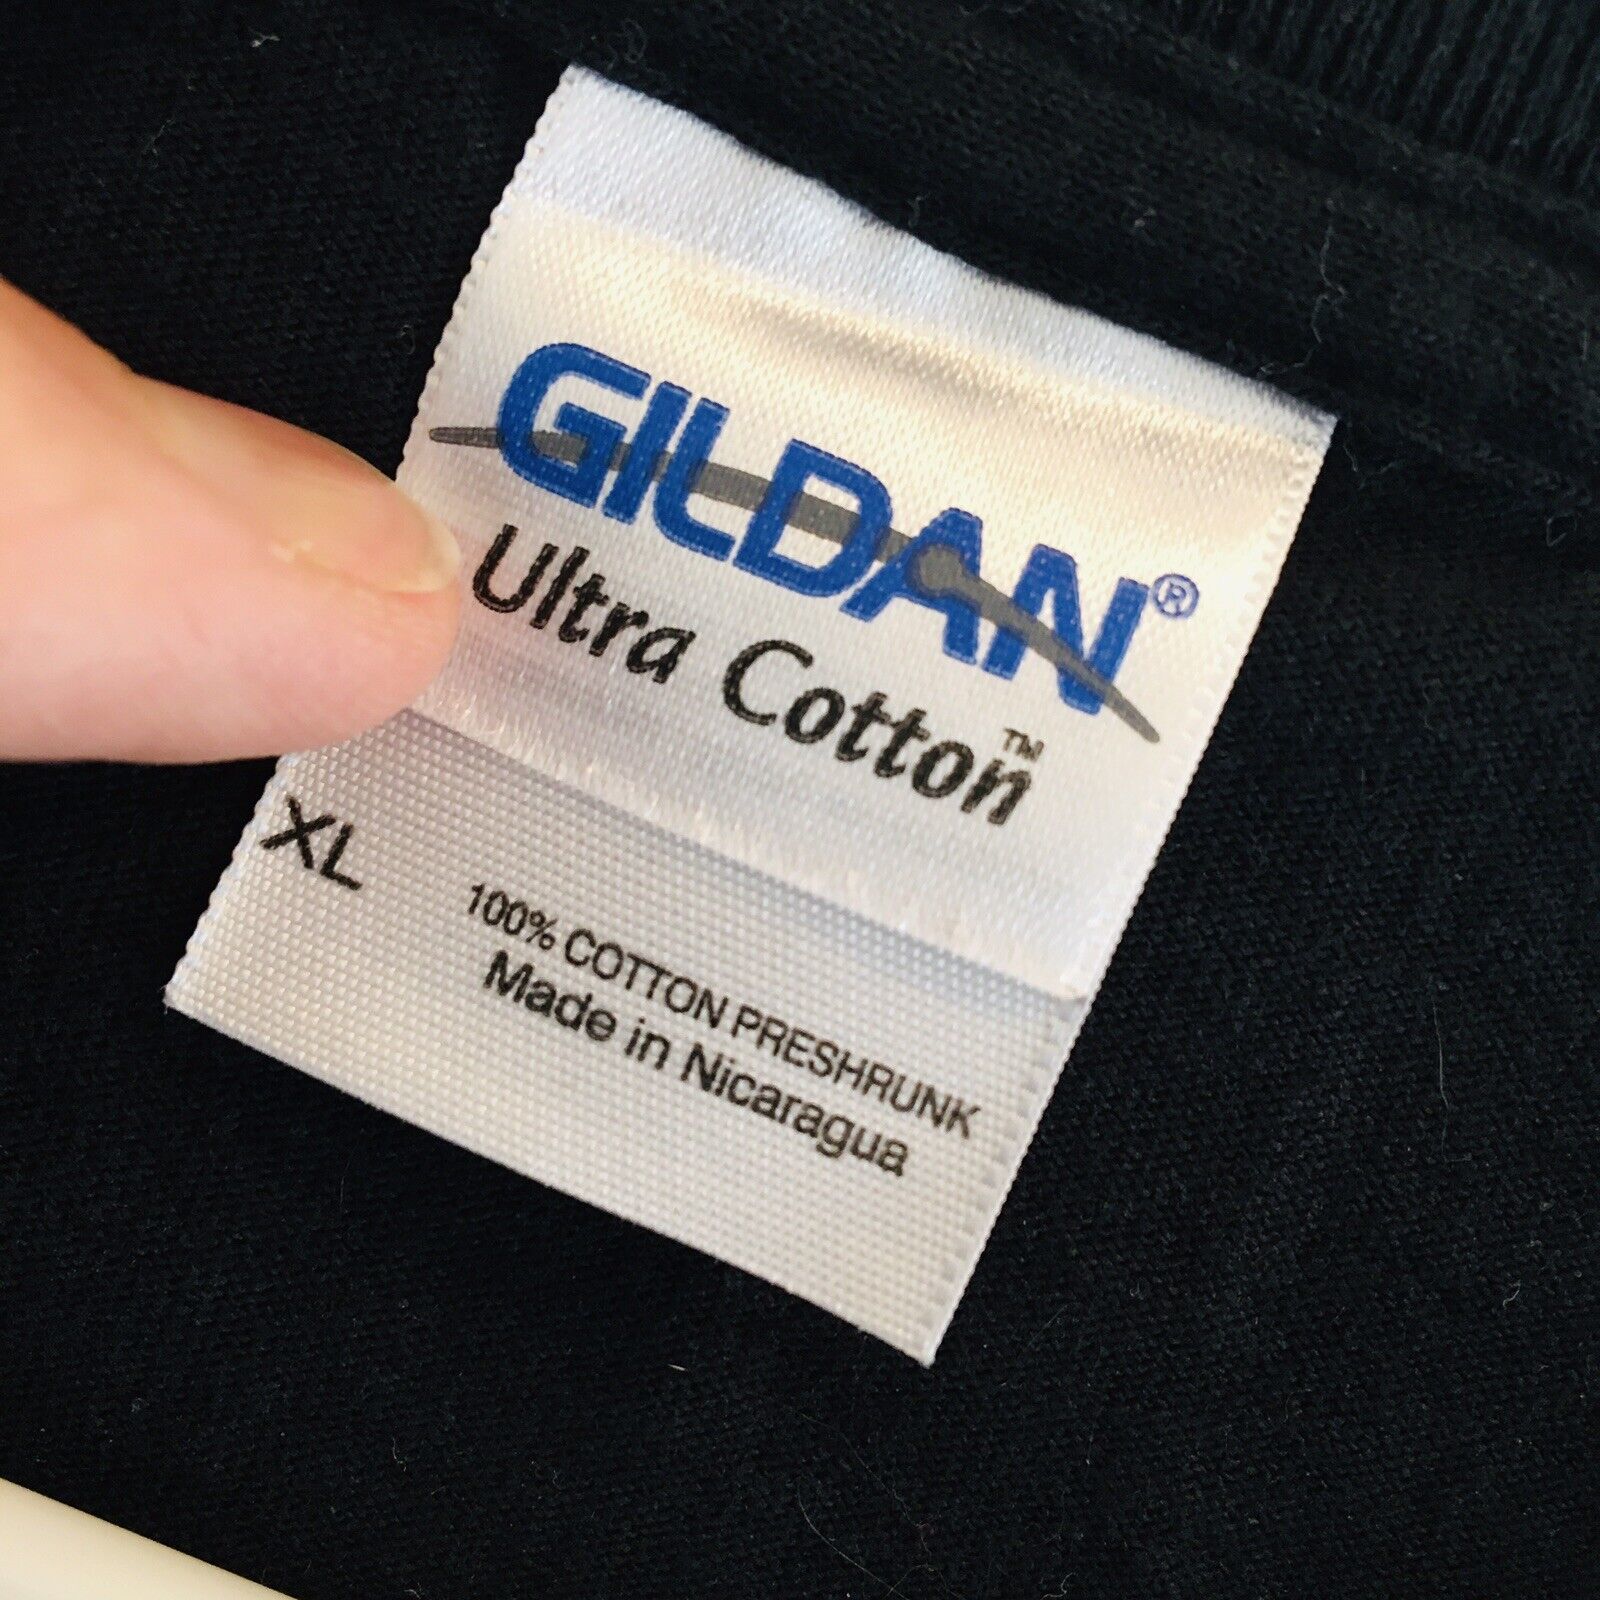 GILDAN®
Ultra Cotton™
XL
100% COTTON PRESHRUNK
Made in Nicaragua